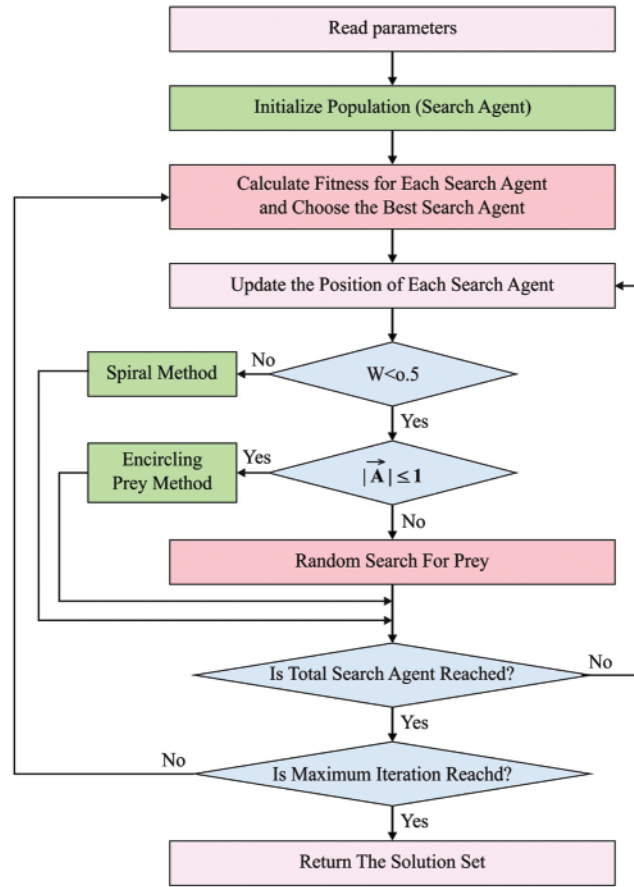 Read parameters
Initialize Population (Search Agent)
Calculate Fitness for Each Search Agent
and Choose the Best Search Agent
Update the Position of Each Search Agent
W<o.5
No
Spiral Method
Yes
|A⃗| ≤ 1
Yes
Encircling
Prey Method
No
Random Search For Prey
Is Total Search Agent Reached?
No
Yes
Is Maximum Iteration Reachd?
No
Yes
Return The Solution Set